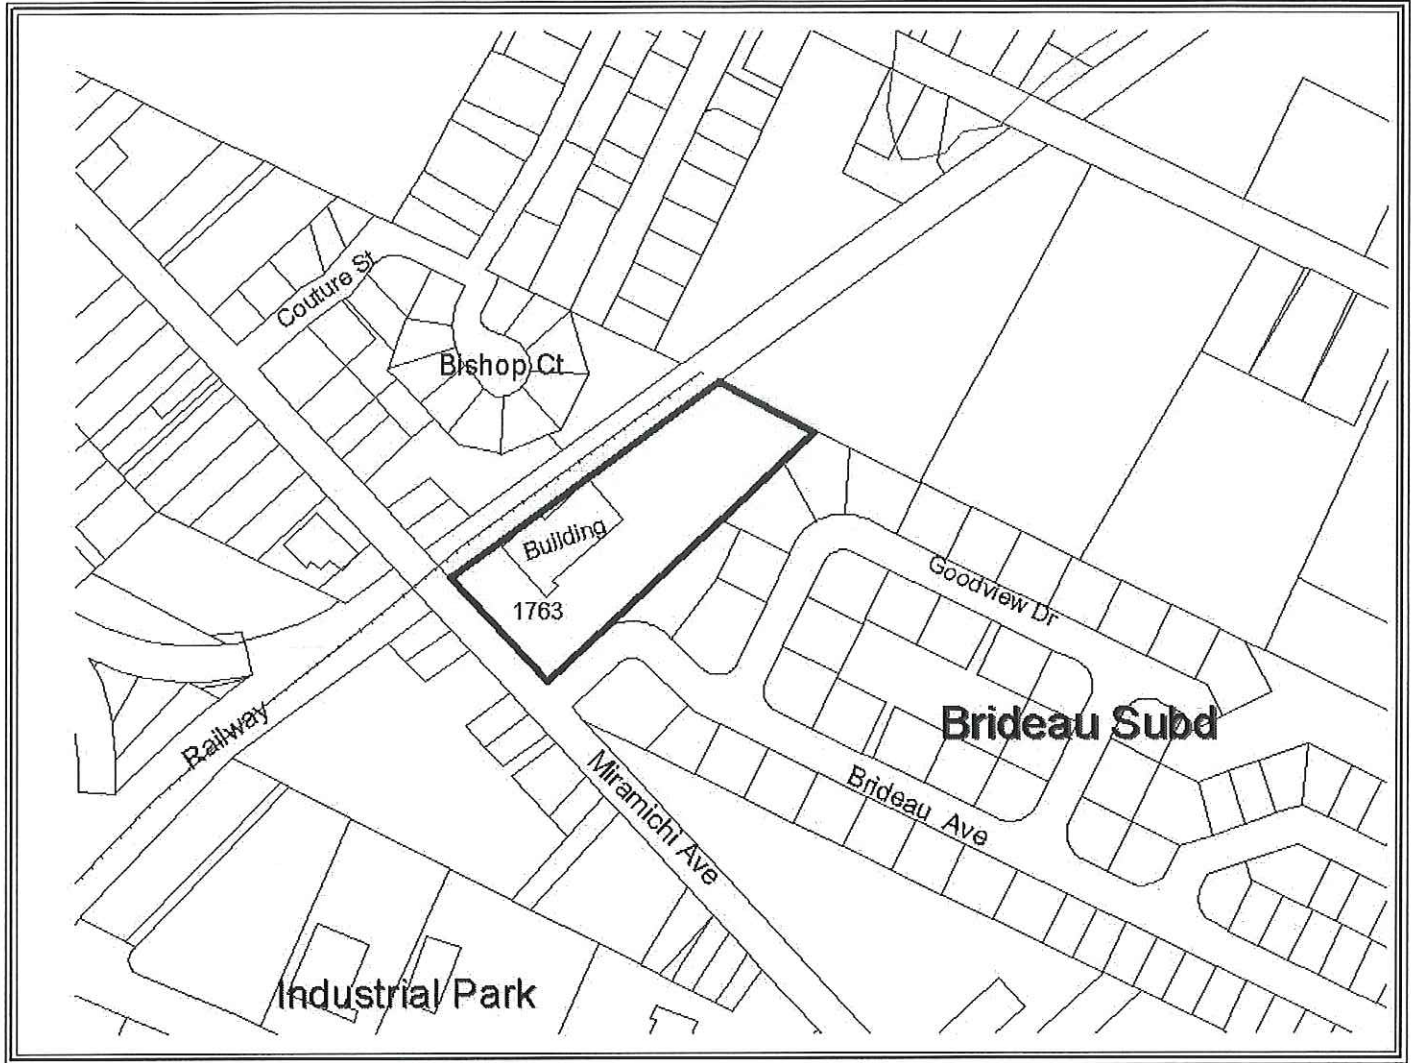 Couture St
Bishop Ct
Building
1763
Goodview Dr
Brideau Subd
Railway
Miramichi Ave
Brideau Ave
Industrial Park